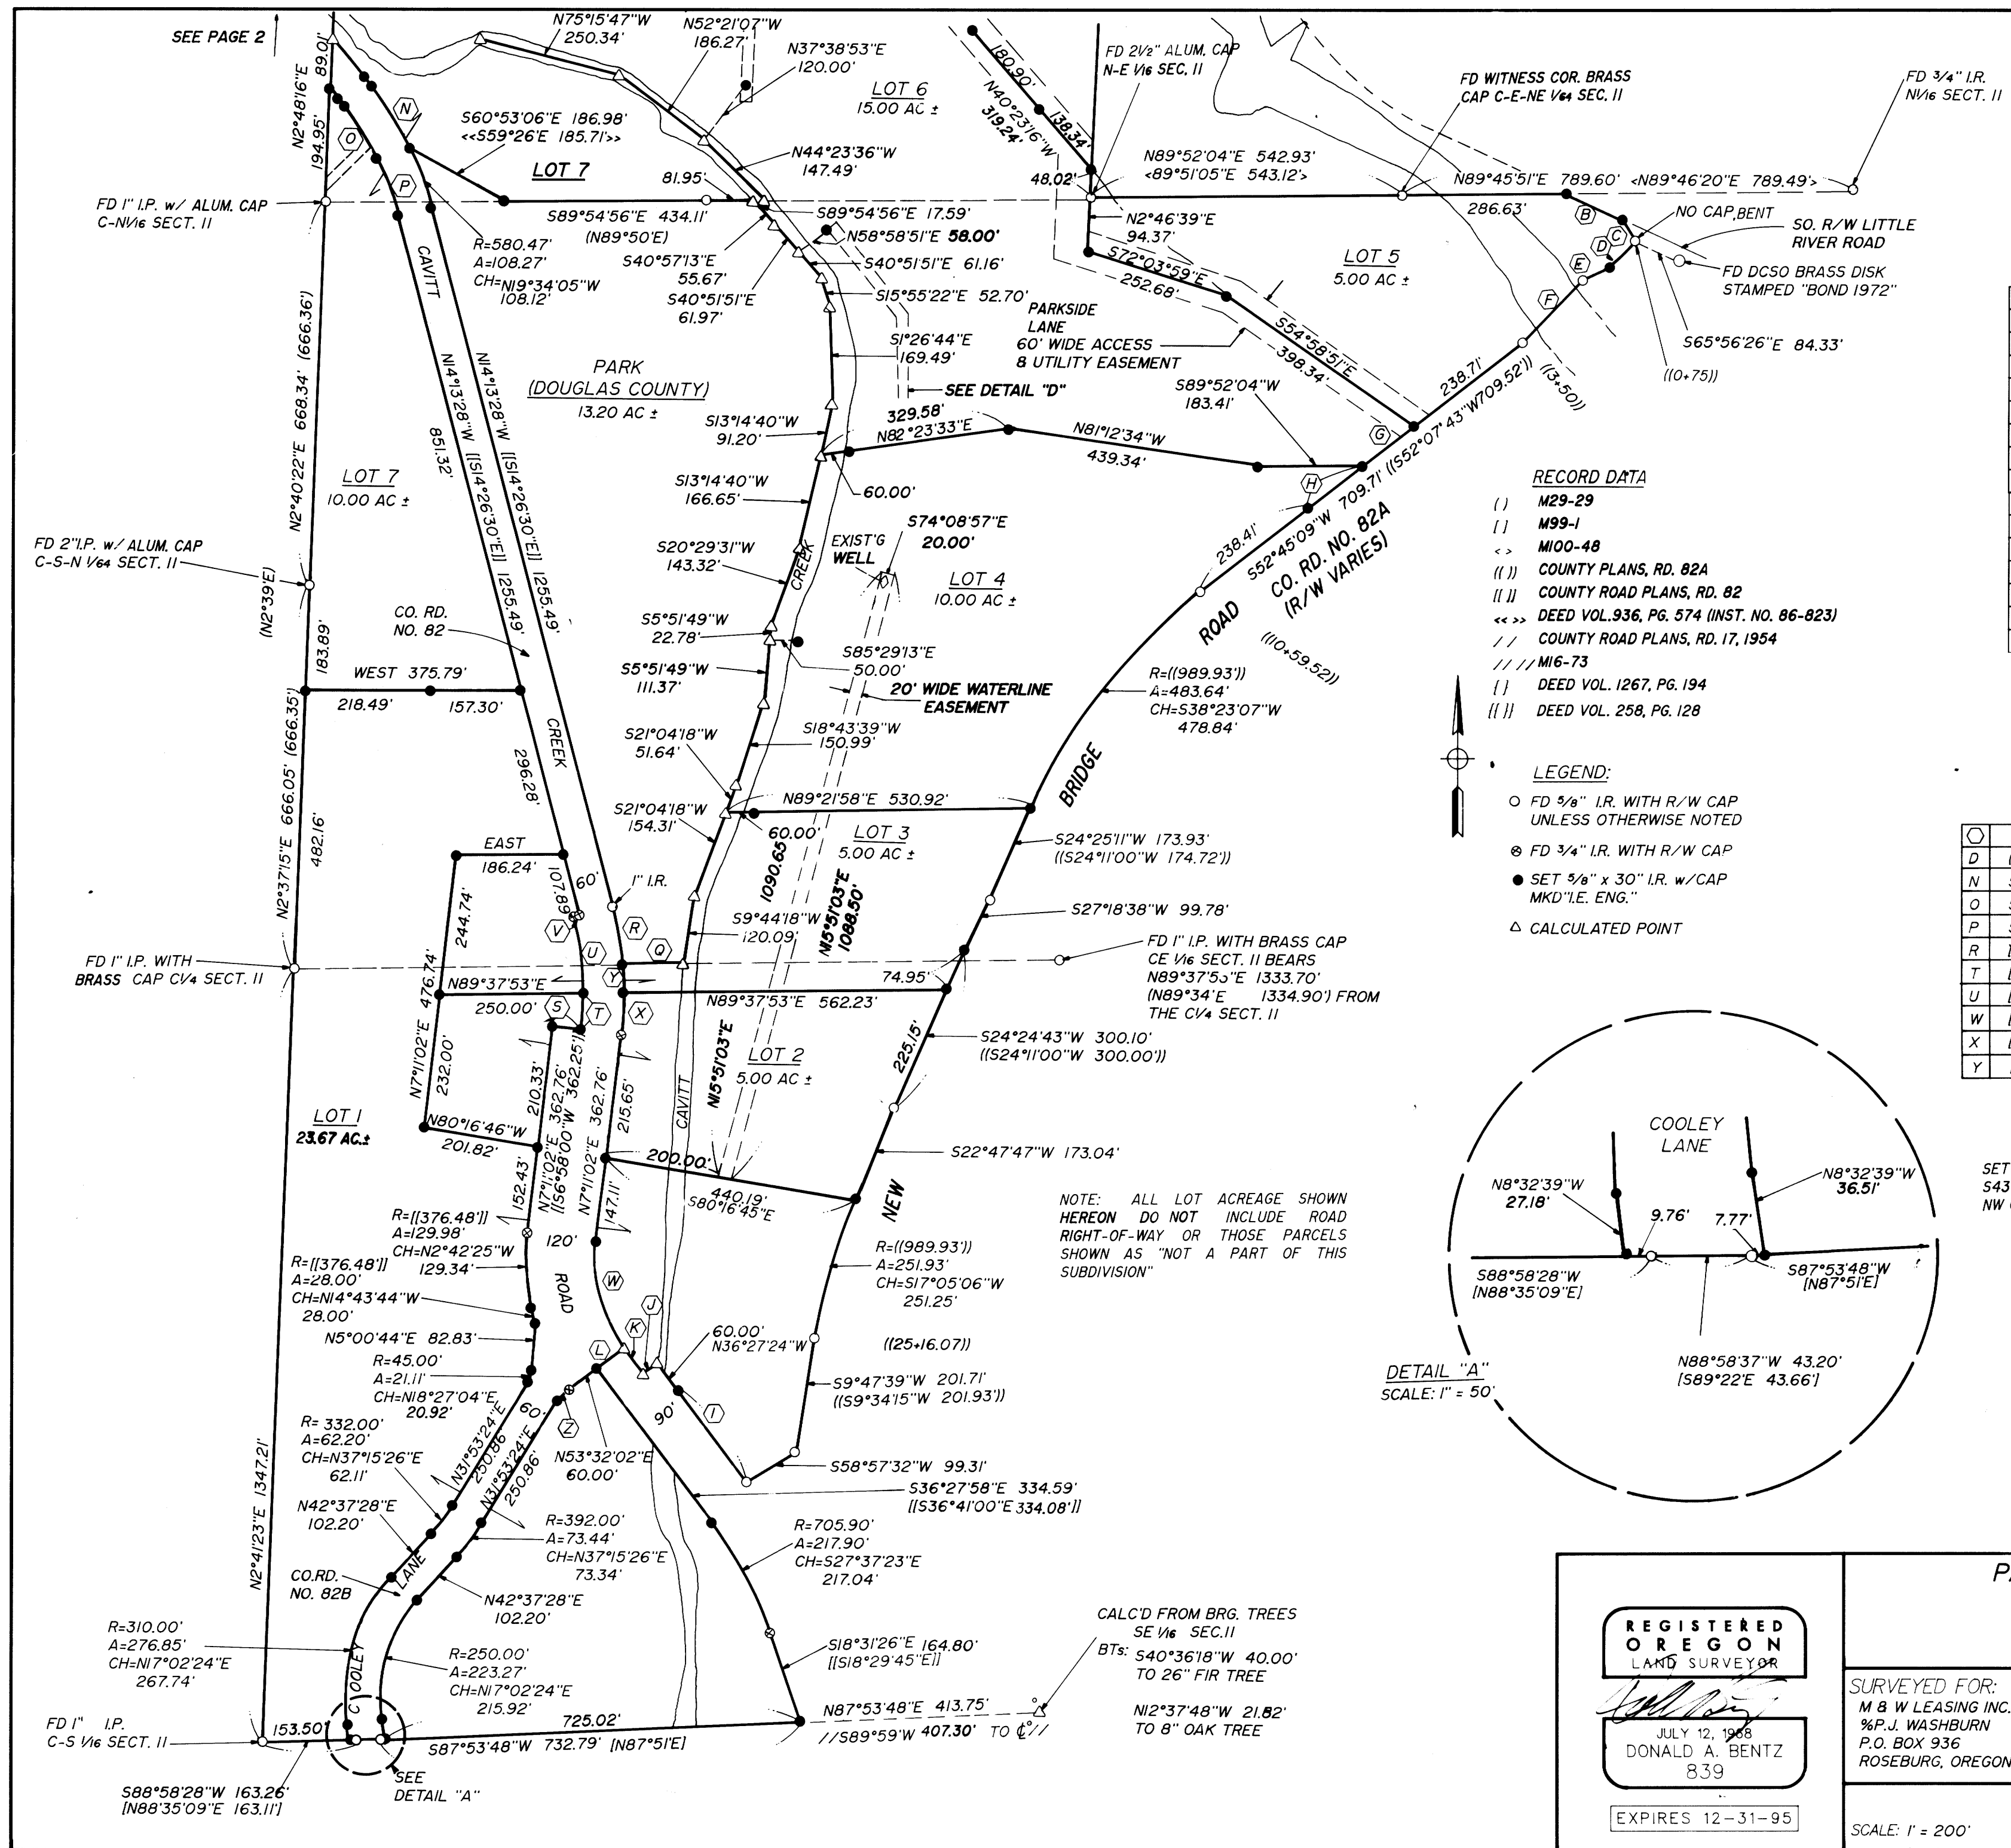 SEE PAGE 2
N75°15'47"W
250.34'
N52°21'07"W
186.27'
N37°38'53"E
120.00'
LOT 6
15.00 AC ±
180.90'
N40°23'16"W
319.24'
138.34'
FD 2 1/2" ALUM. CAP
N-E 1/16 SEC. 11
FD WITNESS COR. BRASS
CAP C-E-NE 1/64 SEC. 11
FD 3/4" I.R.
N1/16 SECT. 11
89.01'
N2°48'16"E
194.95'
O
N
P
S60°53'06"E 186.98'
<<S59°26'E 185.71'>>
LOT 7
N44°23'36"W
147.49'
81.95'
48.02'
N89°52'04"E 542.93'
<89°51'05"E 543.12'>
N89°45'51"E 789.60' <N89°46'20"E 789.49'>
286.63'
B
C
D
E
F
NO CAP, BENT
SO. R/W LITTLE
RIVER ROAD
FD DCSO BRASS DISK
STAMPED "BOND 1972"
S65°56'26"E 84.33'
((0+75))
FD 1" I.P. w/ ALUM. CAP
C-N1/16 SECT. 11
S89°54'56"E 434.11'
(N89°50'E)
S89°54'56"E 17.59'
N58°58'51"E 58.00'
S40°57'13"E
55.67'
S40°51'51"E 61.16'
S40°51'51"E
61.97'
S15°55'22"E 52.70'
R=580.47'
A=108.27'
CH=N19°34'05"W
108.12'
CAVITT
N2°46'39"E
94.37'
S72°03'59"E
252.68'
LOT 5
5.00 AC ±
S54°58'51"E
398.34'
PARKSIDE
LANE
60' WIDE ACCESS
& UTILITY EASEMENT
S1°26'44"E
169.49'
SEE DETAIL "D"
329.58'
N82°23'33"E
N81°12'34"W
439.34'
S89°52'04"W
183.41'
238.71'
((S52°07'43"W 709.52'))
((3+50))
G
H
PARK
(DOUGLAS COUNTY)
13.20 AC ±
S13°14'40"W
91.20'
60.00'
S13°14'40"W
166.65'
N2°40'22"E 668.34' (666.36')
(N2°39'E)
LOT 7
10.00 AC ±
N14°13'28"W [[S14°26'30"E]] 1255.49'
851.32'
N14°13'28"W [[S14°26'30"E]] 1255.49'
S52°45'09"W 709.71'
238.41'
CO. RD. NO. 82A
(R/W VARIES)
ROAD
((10+59.52))
RECORD DATA
( ) M29-29
[ ] M99-1
< > M100-48
(( )) COUNTY PLANS, RD. 82A
[[ ]] COUNTY ROAD PLANS, RD. 82
<< >> DEED VOL.936, PG. 574 (INST. NO. 86-823)
/ / COUNTY ROAD PLANS, RD. 17, 1954
// // M16-73
{ } DEED VOL. 1267, PG. 194
{{ }} DEED VOL. 258, PG. 128
FD 2" I.P. w/ ALUM. CAP
C-S-N 1/64 SECT. 11
S74°08'57"E
20.00'
EXIST'G
WELL
S20°29'31"W
143.32'
CREEK
LOT 4
10.00 AC ±
CO. RD.
NO. 82
183.89'
S5°51'49"W
22.78'
S85°29'13"E
50.00'
S5°51'49"W
111.37'
20' WIDE WATERLINE
EASEMENT
WEST 375.79'
218.49'
157.30'
CREEK
R=((989.93'))
A=483.64'
CH=S38°23'07"W
478.84'
S21°04'18"W
51.64'
S18°43'39"W
150.99'
BRIDGE
N2°37'15"E 666.05' (666.35')
482.16'
296.28'
N89°21'58"E 530.92'
60.00'
S21°04'18"W
154.31'
LOT 3
5.00 AC ±
1090.65'
N15°51'03"E
1088.50'
S24°25'11"W 173.93'
((S24°11'00"W 174.72'))
LEGEND:
FD 5/8" I.R. WITH R/W CAP
UNLESS OTHERWISE NOTED
FD 3/4" I.R. WITH R/W CAP
SET 5/8" x 30" I.R. w/CAP
MKD "I.E. ENG."
CALCULATED POINT
EAST
186.24'
107.89'
60'
1" I.R.
244.74'
V
U
R
Q
Y
S9°44'18"W
120.09'
S27°18'38"W 99.78'
D
N
O
P
R
T
U
W
X
Y
FD 1" I.P. WITH
BRASS CAP C1/4 SECT. 11
FD 1" I.P. WITH BRASS CAP
CE 1/16 SECT. 11 BEARS
N89°37'53"E 1333.70'
(N89°34'E 1334.90') FROM
THE C1/4 SECT. 11
N7°11'02"E 476.74'
N89°37'53"E
250.00'
S
T
X
74.95'
N89°37'53"E 562.23'
232.00'
N15°51'03"E
LOT 2
5.00 AC ±
S24°24'43"W 300.10'
((S24°11'00"W 300.00'))
225.15'
CAVITT
LOT 1
23.67 AC.±
N80°16'46"W
201.82'
210.33'
N7°11'02"E 362.76'
[[S6°58'00"W 362.25']]
N7°11'02"E 362.76'
215.65'
152.43'
147.11'
200.00'
440.19'
S80°16'45"E
S22°47'47"W 173.04'
NEW
NOTE: ALL LOT ACREAGE SHOWN
HEREON DO NOT INCLUDE ROAD
RIGHT-OF-WAY OR THOSE PARCELS
SHOWN AS "NOT A PART OF THIS
SUBDIVISION"
COOLEY
LANE
N8°32'39"W
27.18'
N8°32'39"W
36.51'
9.76'
7.77'
S88°58'28"W
[N88°35'09"E]
S87°53'48"W
[N87°51'E]
N88°58'37"W 43.20'
[S89°22'E 43.66']
DETAIL "A"
SCALE: 1" = 50'
SET
S43
NW
R=[[376.48']]
A=129.98'
CH=N2°42'25"W
129.34'
120'
R=[[376.48']]
A=28.00'
CH=N14°43'44"W
28.00'
ROAD
W
J
K
L
R=((989.93'))
A=251.93'
CH=S17°05'06"W
251.25'
N5°00'44"E 82.83'
60.00'
N36°27'24"W
((25+16.07))
R=45.00'
A=21.11'
CH=N18°27'04"E
20.92'
S9°47'39"W 201.71'
((S9°34'15"W 201.93'))
60'
Z
90'
I
R=332.00'
A=62.20'
CH=N37°15'26"E
62.11'
N31°53'24"E
250.86'
N31°53'24"E
250.86'
N53°32'02"E
60.00'
S58°57'32"W 99.31'
S36°27'58"E 334.59'
[[S36°41'00"E 334.08']]
N42°37'28"E
102.20'
N2°41'23"E 1347.21'
R=392.00'
A=73.44'
CH=N37°15'26"E
73.34'
R=705.90'
A=217.90'
CH=S27°37'23"E
217.04'
CO.RD.
NO. 82B
LANE
N42°37'28"E
102.20'
R=310.00'
A=276.85'
CH=N17°02'24"E
267.74'
COOLEY
R=250.00'
A=223.27'
CH=N17°02'24"E
215.92'
S18°31'26"E 164.80'
[[S18°29'45"E]]
CALC'D FROM BRG. TREES
SE 1/16 SEC.11
BTs: S40°36'18"W 40.00'
TO 26" FIR TREE
N12°37'48"W 21.82'
TO 8" OAK TREE
FD 1" I.P.
C-S 1/16 SECT. 11
153.50'
725.02'
S87°53'48"W 732.79' [N87°51'E]
N87°53'48"E 413.75'
//S89°59'W 407.30' TO ℄//
S88°58'28"W 163.26'
[N88°35'09"E 163.11']
SEE
DETAIL "A"
REGISTERED
OREGON
LAND SURVEYOR
JULY 12, 1968
DONALD A. BENTZ
839
EXPIRES 12-31-95
SURVEYED FOR:
M & W LEASING INC.
%P.J. WASHBURN
P.O. BOX 936
ROSEBURG, OREGON
SCALE: 1" = 200'